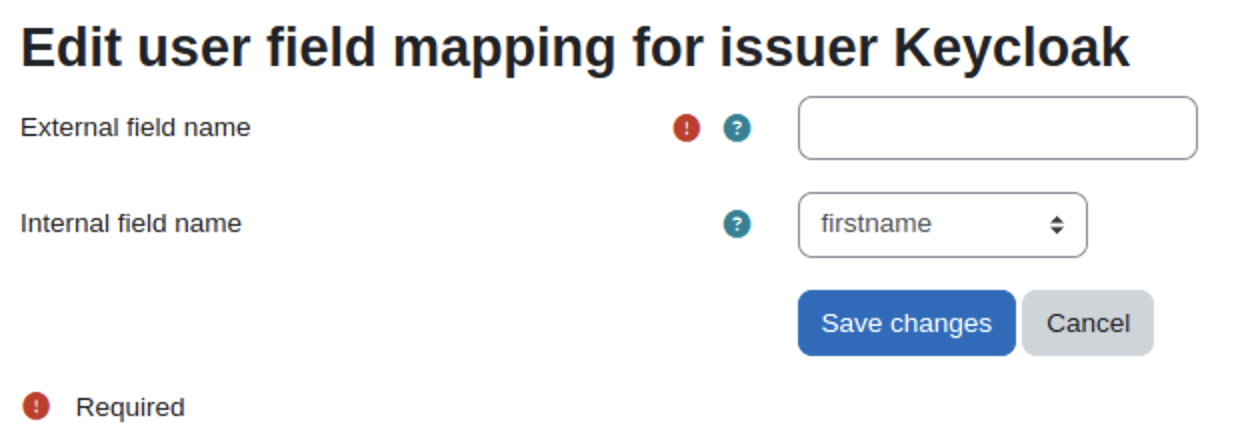 Edit user field mapping for issuer Keycloak
External field name ! ?
Internal field name ? firstname
Save changes Cancel
! Required